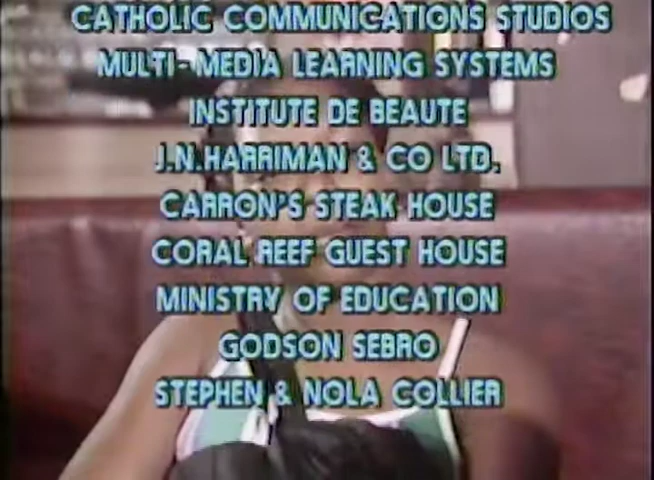 CATHOLIC COMMUNICATIONS STUDIOS
MULTI-MEDIA LEARNING SYSTEMS
INSTITUTE DE BEAUTE
J.N.HARRIMAN & CO LTD.
CARRON'S STEAK HOUSE
CORAL REEF GUEST HOUSE
MINISTRY OF EDUCATION
GODSON SEBRO
STEPHEN & NOLA COLLIER